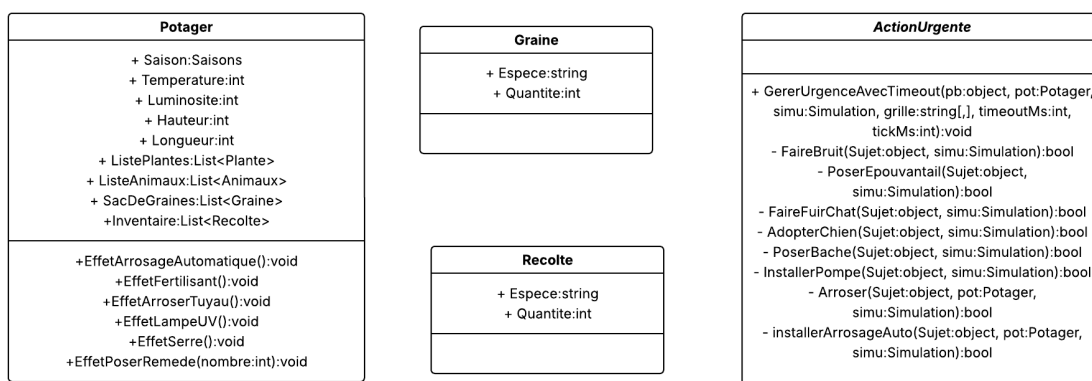 Potager
+ Saison:Saisons
+ Temperature:int
+ Luminosite:int
+ Hauteur:int
+ Longueur:int
+ ListePlantes:List<Plante>
+ ListeAnimaux:List<Animaux>
+ SacDeGraines:List<Graine>
+Inventaire:List<Recolte>
+EffetArrosageAutomatique():void
+EffetFertilisant():void
+EffetArroserTuyau():void
+EffetLampeUV():void
+EffetSerre():void
+EffetPoserRemede(nombre:int):void
Graine
+ Espece:string
+ Quantite:int
Recolte
+ Espece:string
+ Quantite:int
ActionUrgente
+ GererUrgenceAvecTimeout(pb:object, pot:Potager,
simu:Simulation, grille:string[,], timeoutMs:int,
tickMs:int):void
- FaireBruit(Sujet:object, simu:Simulation):bool
- PoserEpouvantail(Sujet:object,
simu:Simulation):bool
- FaireFuirChat(Sujet:object, simu:Simulation):bool
- AdopterChien(Sujet:object, simu:Simulation):bool
- PoserBache(Sujet:object, simu:Simulation):bool
- InstallerPompe(Sujet:object, simu:Simulation):bool
- Arroser(Sujet:object, pot:Potager,
simu:Simulation):bool
- installerArrosageAuto(Sujet:object, pot:Potager,
simu:Simulation):bool